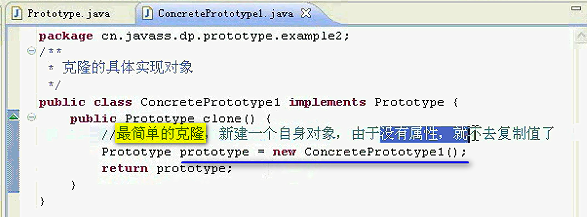 Prototype.java
ConcretePrototype1.java
package cn.javass.dp.prototype.example2;
/**
* 克隆的具体实现对象
*/
public class ConcretePrototype1 implements Prototype {
public Prototype clone() {
//最简单的克隆，新建一个自身对象，由于没有属性，就不去复制值了
Prototype prototype = new ConcretePrototype1();
return prototype;
}
}